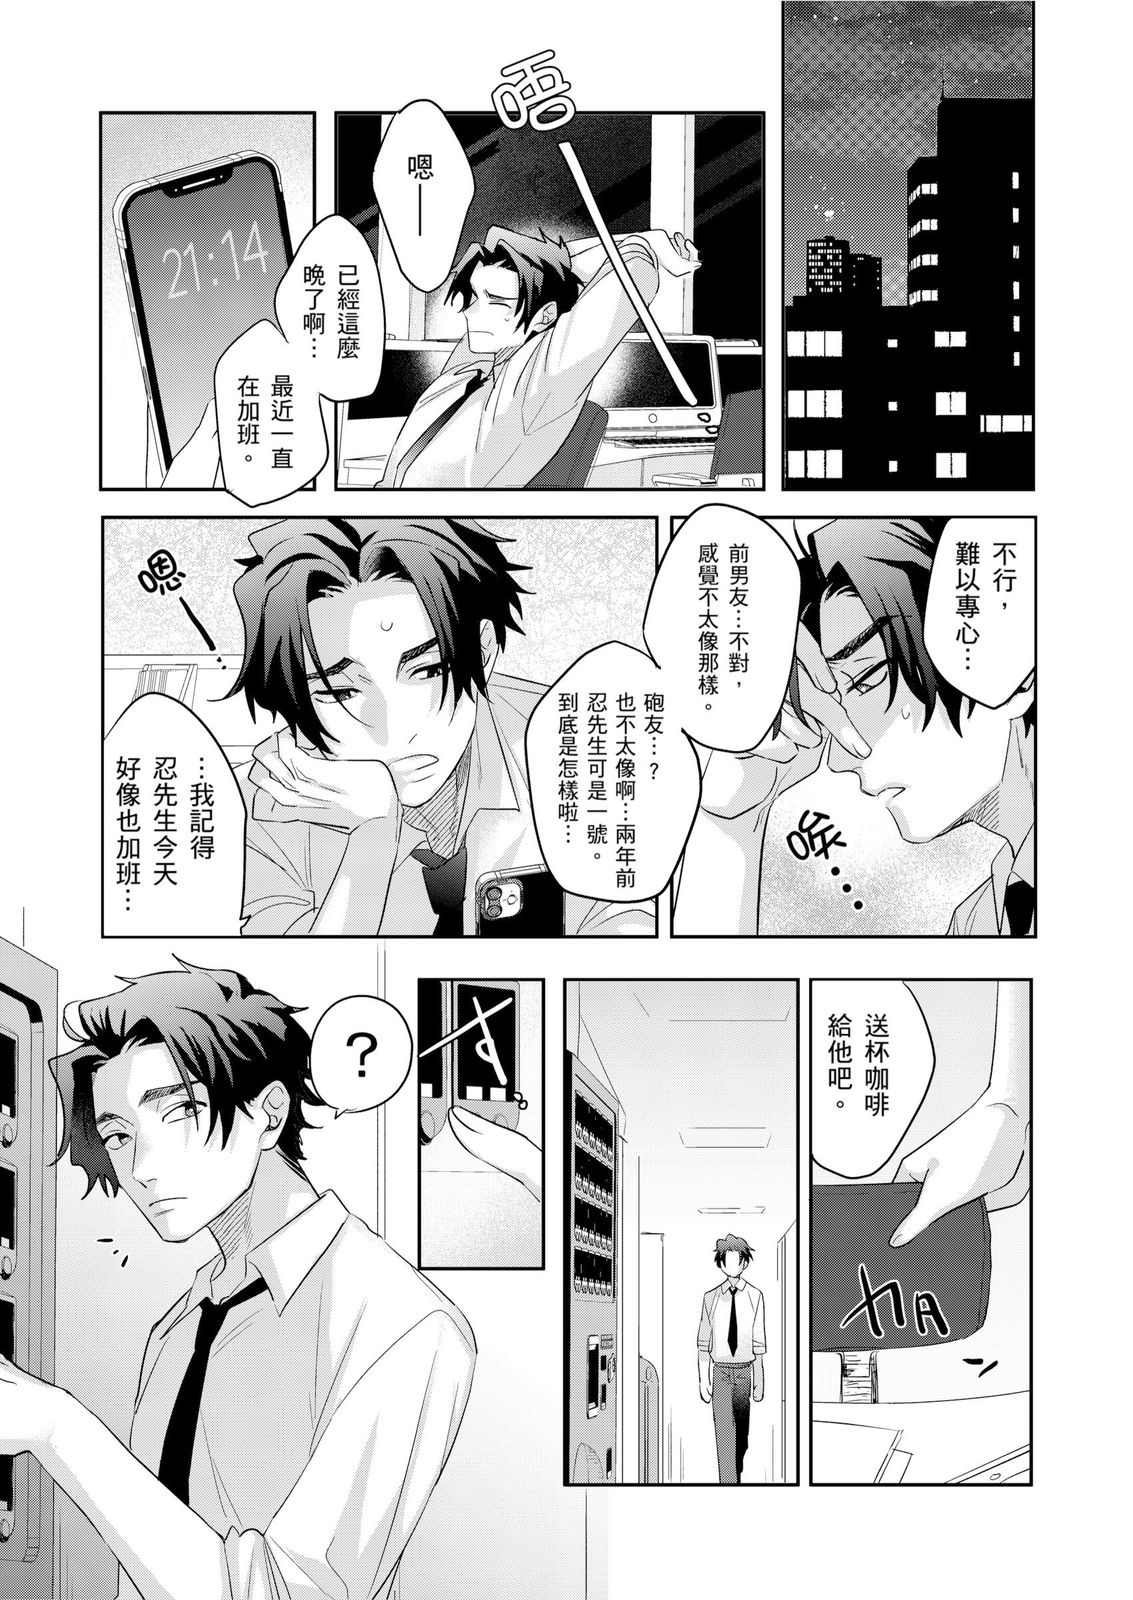 唔
嗯——
已經這麼
晚了啊…
最近一直
在加班。
21:14
不行，
難以專心…
唉‥‥
前男友…不對，
感覺不太像那樣。
砲友…？
也不太像啊…兩年前
忍先生可是一號。
到底是怎樣啦…
嗯
…我記得
忍先生今天
好像也加班…
送杯咖啡
給他吧。
？